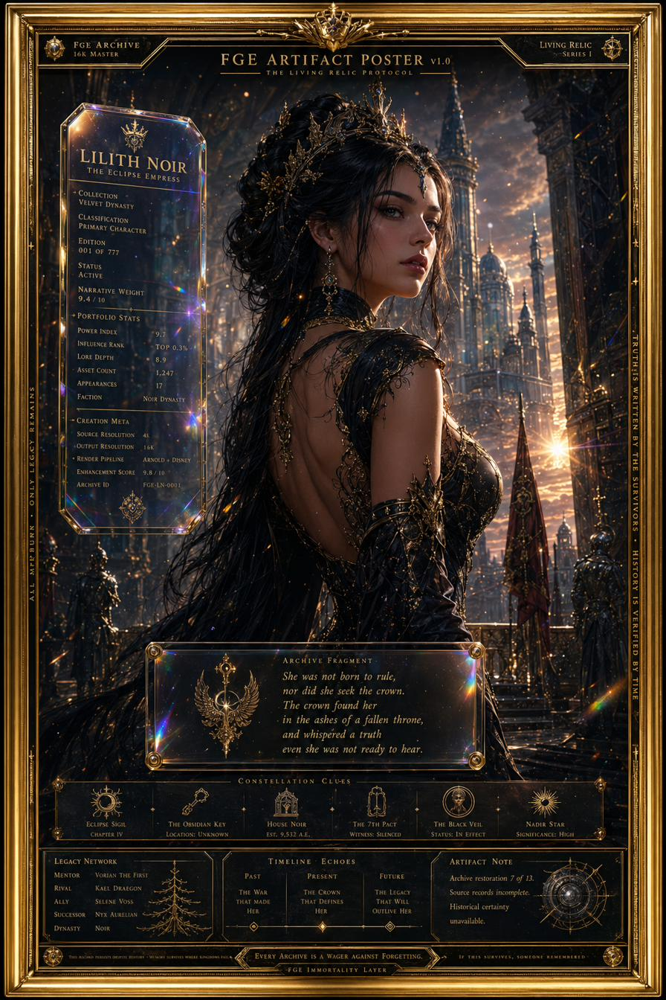 FGE Archive
16K Master
FGE Artifact Poster v1.0
The Living Relic Protocol
Living Relic
Series I
Lilith Noir
The Eclipse Empress
Collection
Velvet Dynasty
Classification
Primary Character
Edition
001 of 777
Status
Active
Narrative Weight
9.4 / 10
Portfolio Stats
Power Index 9.7
Influence Rank Top 0.3%
Lore Depth 8.9
Asset Count 1,247
Appearances 17
Faction Noir Dynasty
Creation Meta
Source Resolution 4K
Output Resolution 16K
Render Pipeline Arnold + Disney
Enhancement Score 9.8 / 10
Archive ID FGE-LN-0001
Only Legacy Remains
Truth is written by the survivors
History is verified by time
Archive Fragment
She was not born to rule,
nor did she seek the crown.
The crown found her
in the ashes of a fallen throne,
and whispered a truth
even she was not ready to hear.
Constellation Clues
Eclipse Sigil
Chapter IV
The Obsidian Key
Location: Unknown
House Noir
Est. 9,532 A.E.
The 7th Pact
Witness: Silenced
The Black Veil
Status: In Effect
Nadir Star
Significance: High
Legacy Network
Mentor Vorian The First
Rival Kael Draegon
Ally Selene Voss
Successor Nyx Aurelian
Dynasty Noir
Timeline Echoes
Past
The War
that made
Her
Present
The Crown
That Defines
Her
Future
The Legacy
That Will
Outlive Her
Artifact Note
Archive restoration 7 of 13.
Source records incomplete.
Historical certainty
unavailable.
This record persists despite history • Memory survives where kingdoms fall
Every Archive is a Wager against Forgetting.
If this survives, someone remembered
FGE Immortality Layer